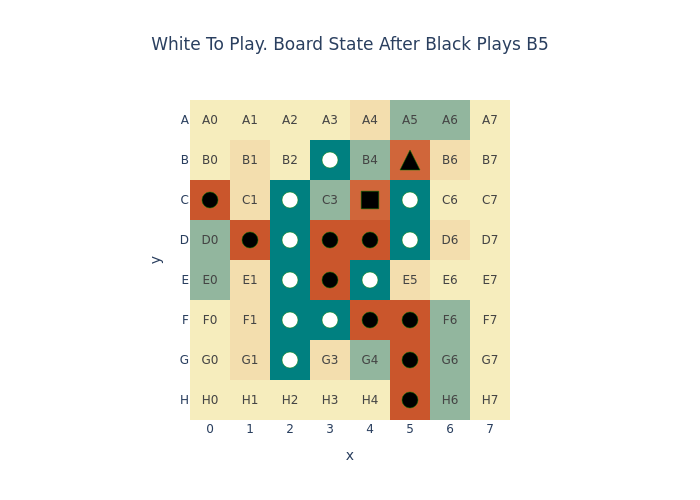 White To Play. Board State After Black Plays B5
A A0 A1 A2 A3 A4 A5 A6 A7
B B0 B1 B2 B4 B6 B7
C C1 C3 C6 C7
D D0 D6 D7
y
E E0 E1 E5 E6 E7
F F0 F1 F6 F7
G G0 G1 G3 G4 G6 G7
H H0 H1 H2 H3 H4 H6 H7
0 1 2 3 4 5 6 7
x